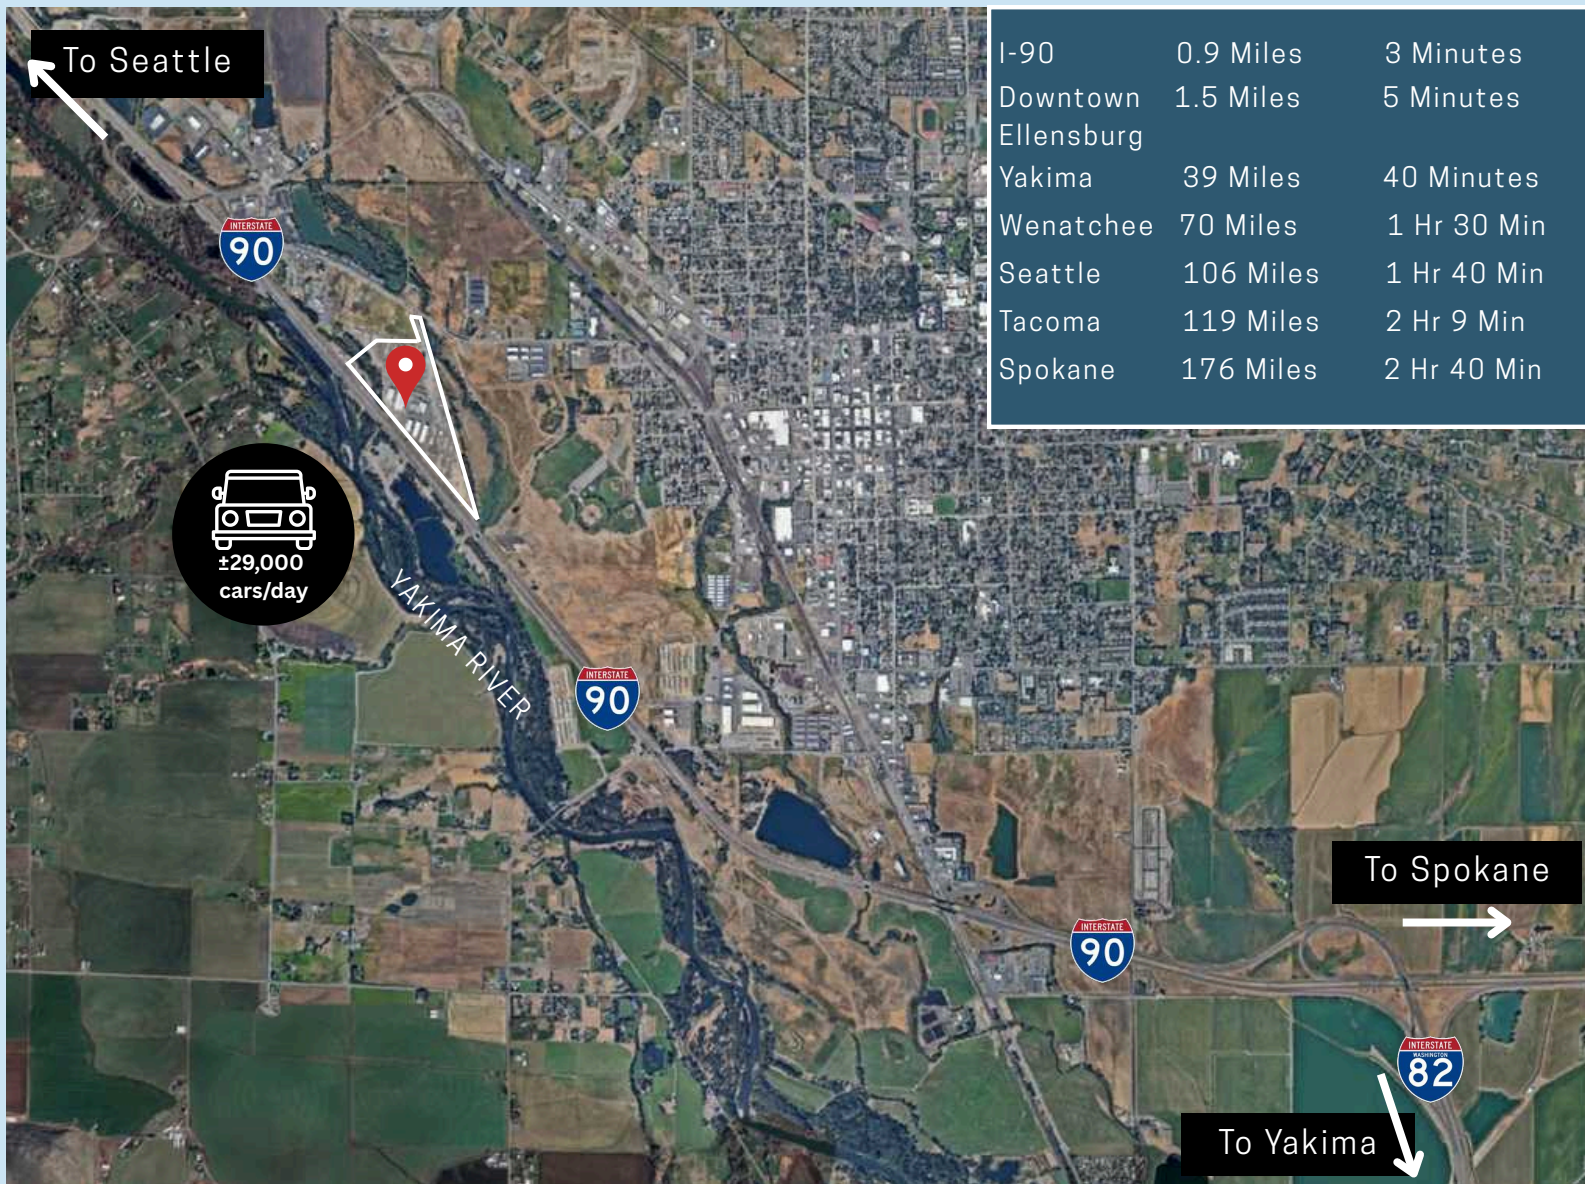 To Seattle
I-90 0.9 Miles 3 Minutes
Downtown 1.5 Miles 5 Minutes
Ellensburg
Yakima 39 Miles 40 Minutes
Wenatchee 70 Miles 1 Hr 30 Min
Seattle 106 Miles 1 Hr 40 Min
Tacoma 119 Miles 2 Hr 9 Min
Spokane 176 Miles 2 Hr 40 Min
INTERSTATE
90
±29,000
cars/day
YAKIMA RIVER
INTERSTATE
90
To Spokane
INTERSTATE
90
INTERSTATE
WASHINGTON
82
To Yakima